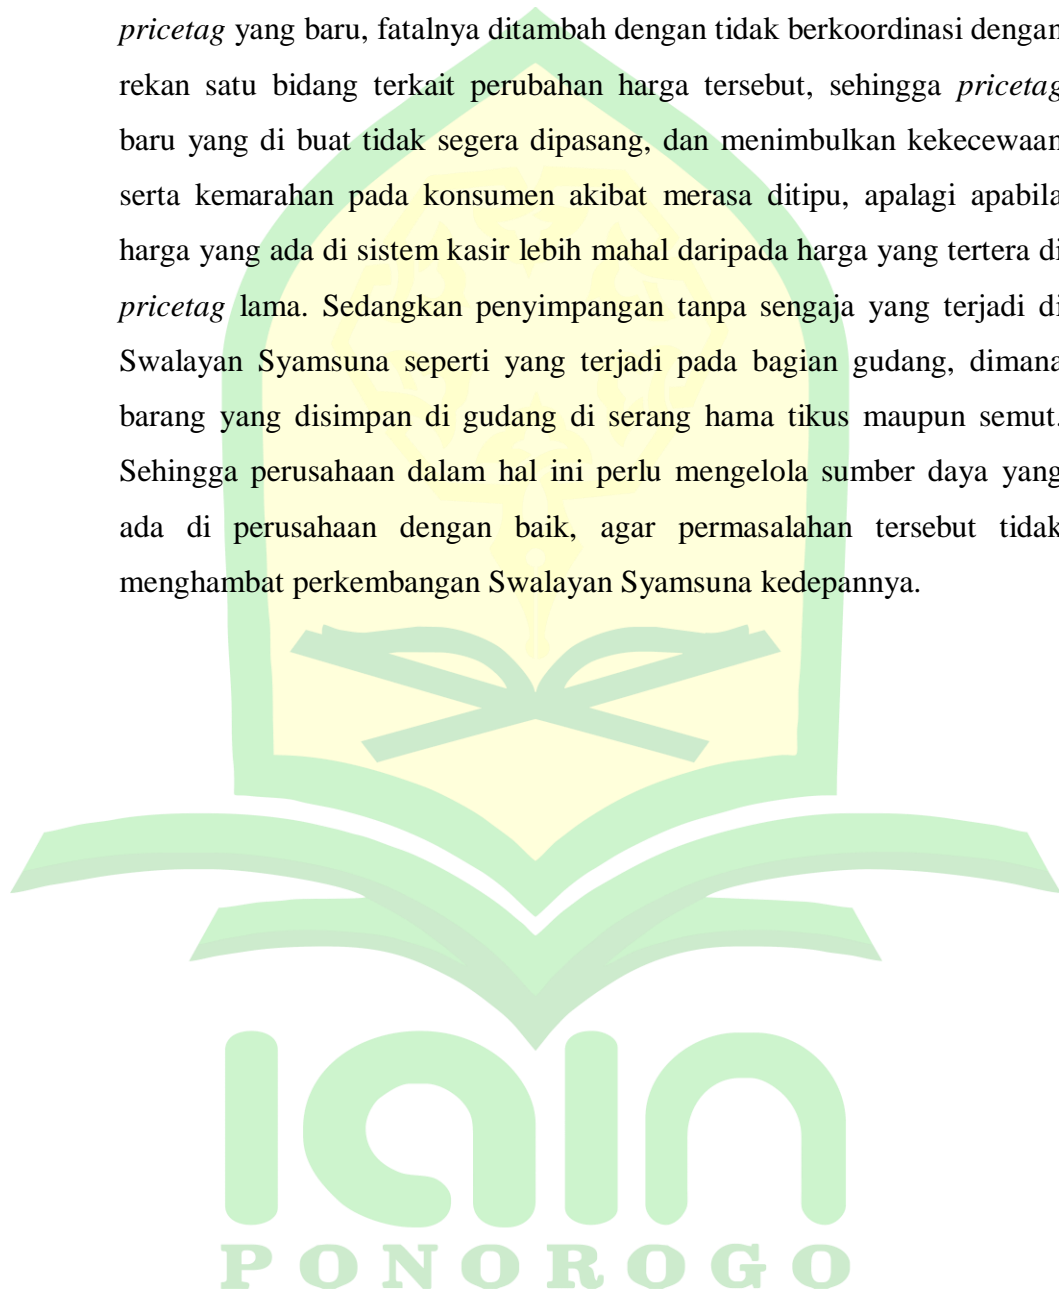 pricetag yang baru, fatalnya ditambah dengan tidak berkoordinasi dengan
rekan satu bidang terkait perubahan harga tersebut, sehingga pricetag
baru yang di buat tidak segera dipasang, dan menimbulkan kekecewaan
serta kemarahan pada konsumen akibat merasa ditipu, apalagi apabila
harga yang ada di sistem kasir lebih mahal daripada harga yang tertera di
pricetag lama. Sedangkan penyimpangan tanpa sengaja yang terjadi di
Swalayan Syamsuna seperti yang terjadi pada bagian gudang, dimana
barang yang disimpan di gudang di serang hama tikus maupun semut.
Sehingga perusahaan dalam hal ini perlu mengelola sumber daya yang
ada di perusahaan dengan baik, agar permasalahan tersebut tidak
menghambat perkembangan Swalayan Syamsuna kedepannya.
iain
PONOROGO